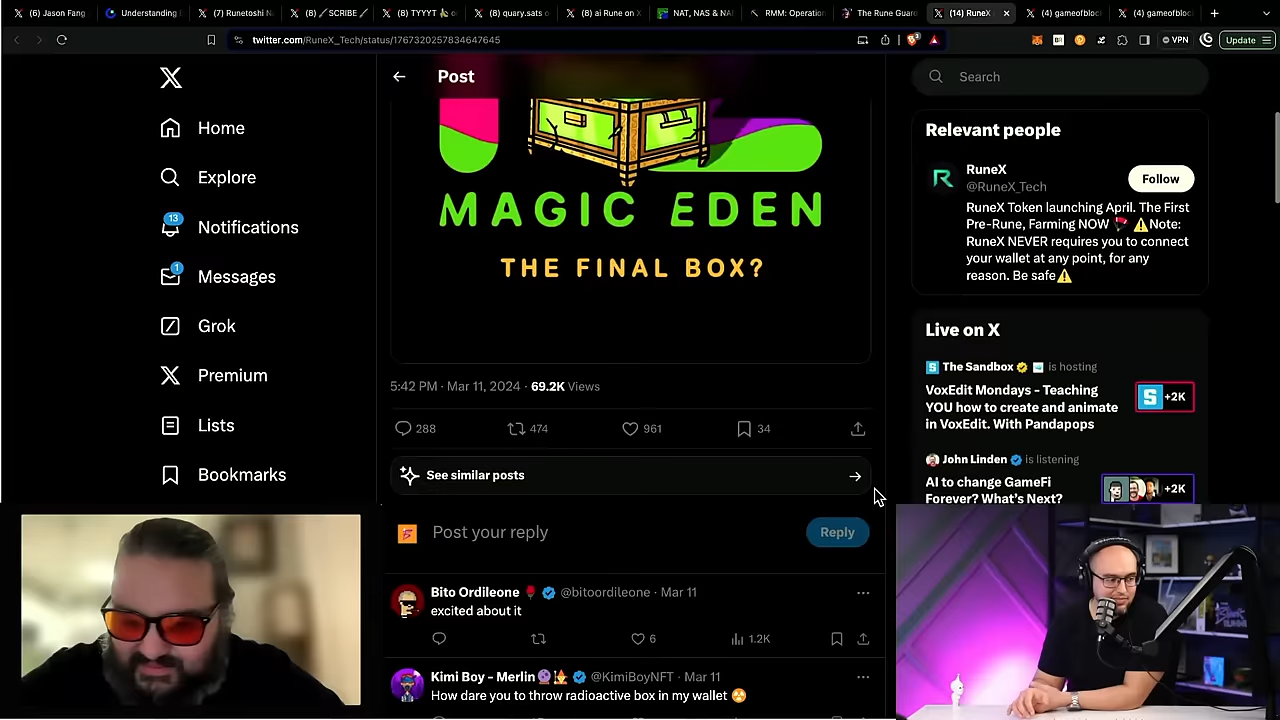 (6) Jason Fang
Understanding
(7) Runetoshi N
(8) SCRIBE
(8) TYYYT
(8) quary.sats o
(8) ai Rune on X
NAT, NAS & NA
RMM: Operation
The Rune Guar
(14) RuneX
(4) gameofbloc
(4) gameofbloc
twitter.com/RuneX_Tech/status/1767320257834647645
VPN
Update
Home
Explore
13
Notifications
1
Messages
Grok
Premium
Lists
Bookmarks
Post
MAGIC EDEN
THE FINAL BOX?
5:42 PM · Mar 11, 2024 · 69.2K Views
288 474 961 34
See similar posts
Post your reply
Reply
Bito Ordileone @bitoordileone · Mar 11
excited about it
6 1.2K
Kimi Boy - Merlin @KimiBoyNFT · Mar 11
How dare you to throw radioactive box in my wallet
Search
Relevant people
RuneX
@RuneX_Tech
Follow
RuneX Token launching April. The First
Pre-Rune, Farming NOW Note:
RuneX NEVER requires you to connect
your wallet at any point, for any
reason. Be safe
Live on X
The Sandbox is hosting
VoxEdit Mondays - Teaching
YOU how to create and animate
in VoxEdit. With Pandapops
S +2K
John Linden is listening
AI to change GameFi
Forever? What's Next?
+2K